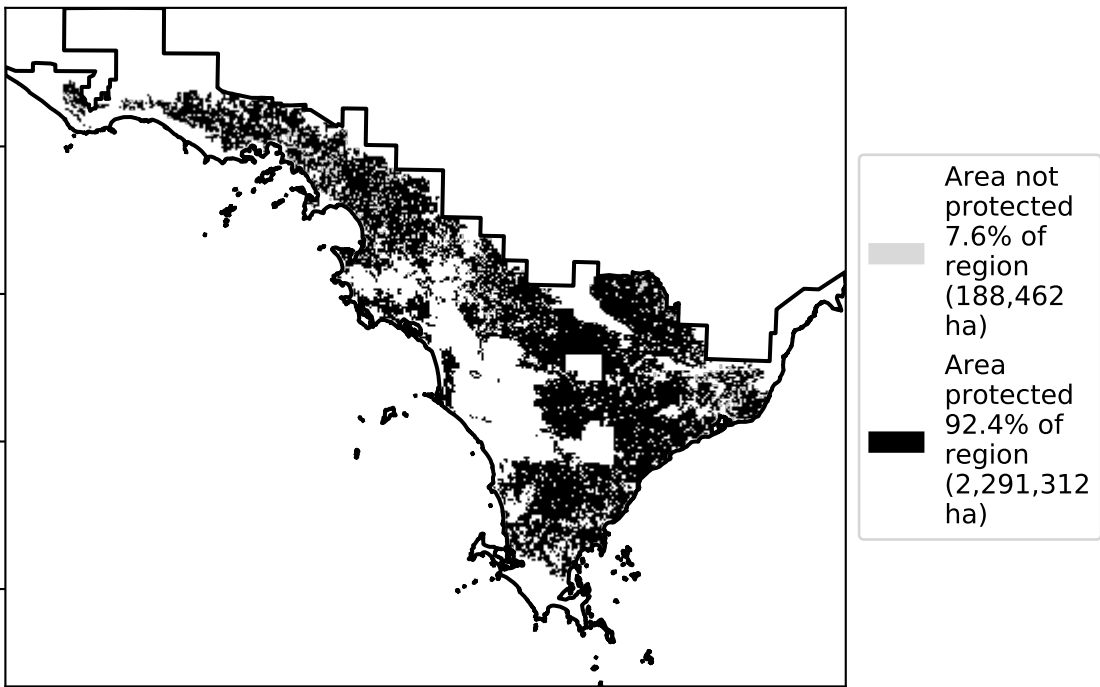 Area not
protected
7.6% of
region
(188,462
ha)
Area
protected
92.4% of
region
(2,291,312
ha)